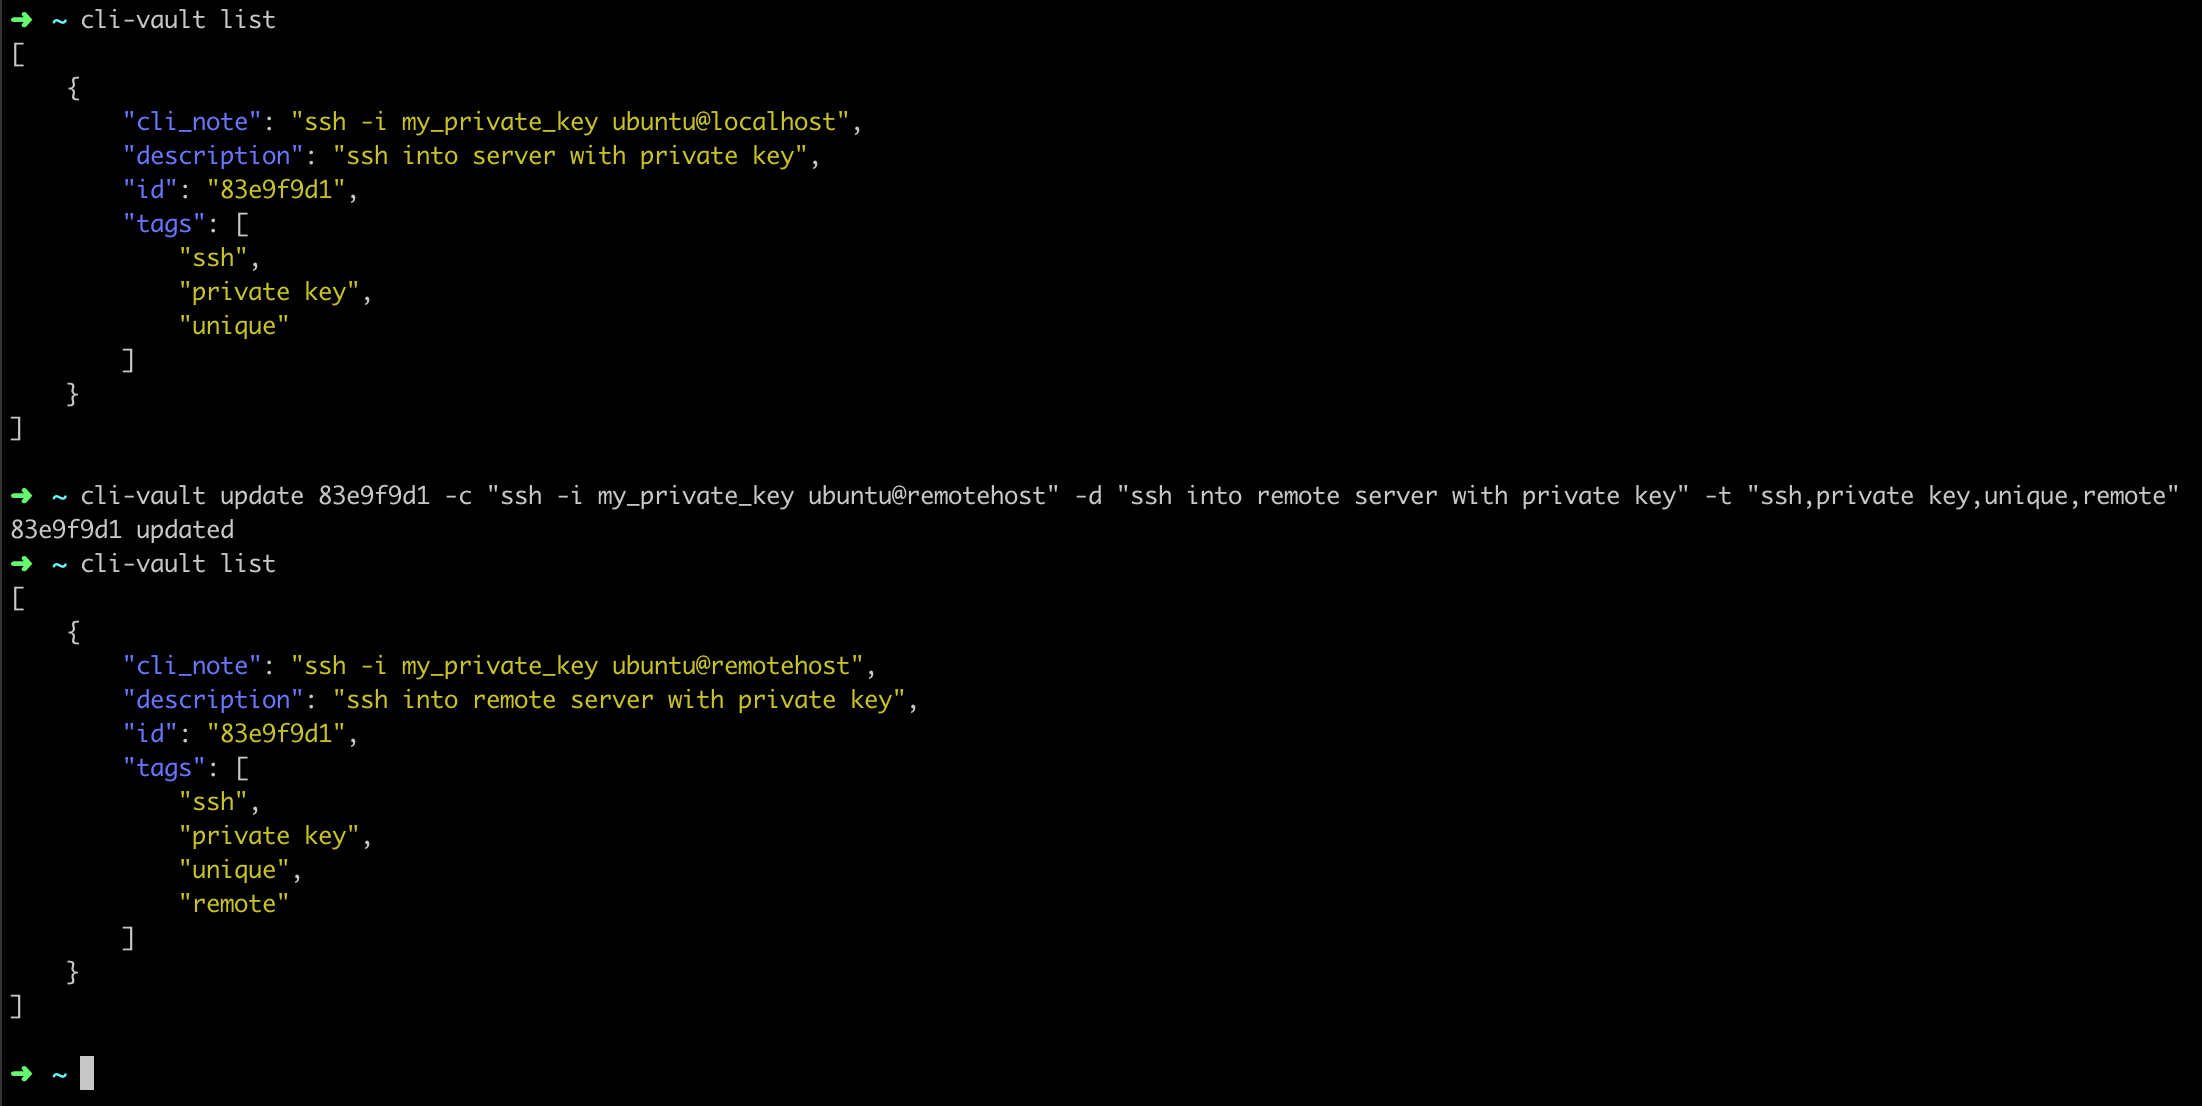 ➜ ~ cli-vault list
[
    {
        "cli_note": "ssh -i my_private_key ubuntu@localhost",
        "description": "ssh into server with private key",
        "id": "83e9f9d1",
        "tags": [
            "ssh",
            "private key",
            "unique"
        ]
    }
]

➜ ~ cli-vault update 83e9f9d1 -c "ssh -i my_private_key ubuntu@remotehost" -d "ssh into remote server with private key" -t "ssh,private key,unique,remote"
83e9f9d1 updated
➜ ~ cli-vault list
[
    {
        "cli_note": "ssh -i my_private_key ubuntu@remotehost",
        "description": "ssh into remote server with private key",
        "id": "83e9f9d1",
        "tags": [
            "ssh",
            "private key",
            "unique",
            "remote"
        ]
    }
]

➜ ~